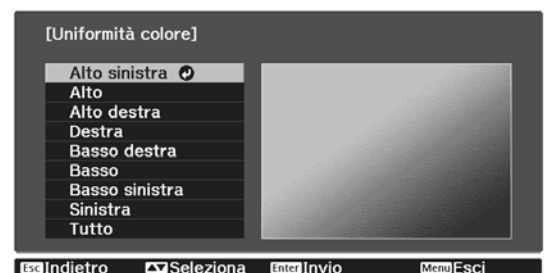 [Uniformità colore]
Alto sinistra
Alto
Alto destra
Destra
Basso destra
Basso
Basso sinistra
Sinistra
Tutto
Esc Indietro Seleziona Enter Invio Menu Esci